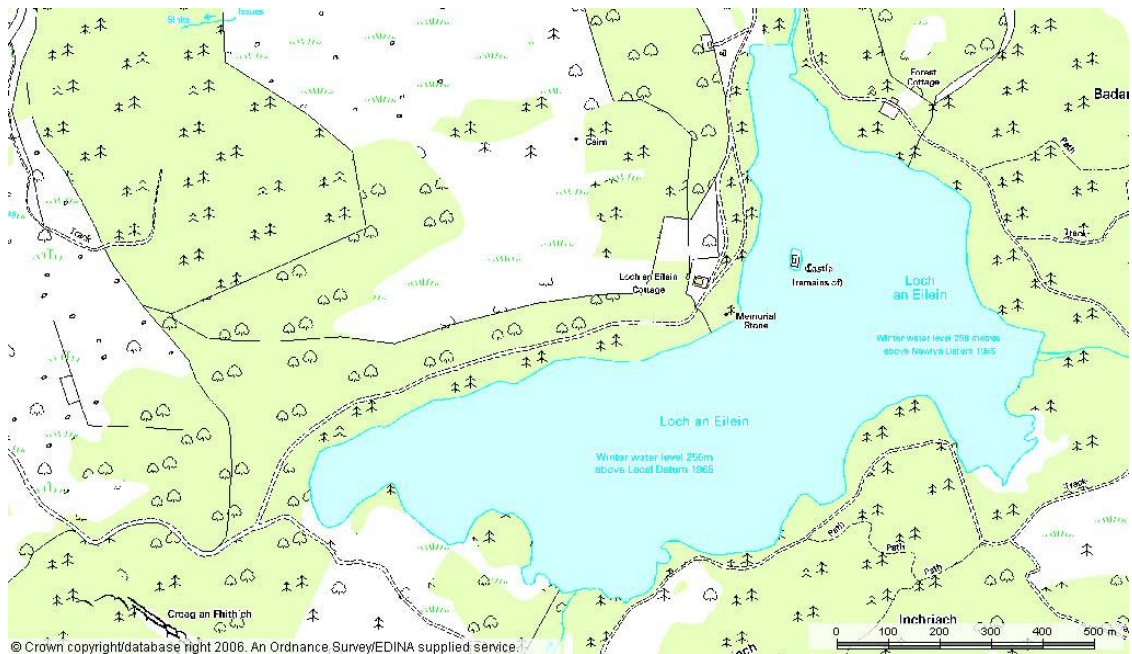 Issues
Sinks
Forest
Cottage
Path
Cairn
Track
Track
Loch an Eilein
Cottage
Castle
(remains of)
Loch
an Eilein
Memorial
Stone
Winter water level 256 metres
above Newlyn Datum 1965
Loch an Eilein
Winter water level 256m
above Local Datum 1965
Track
Path
Path
Path
Creag an Fhithich
Inchriach
0 100 200 300 400 500 m
© Crown copyright/database right 2006. An Ordnance Survey/EDINA supplied service.